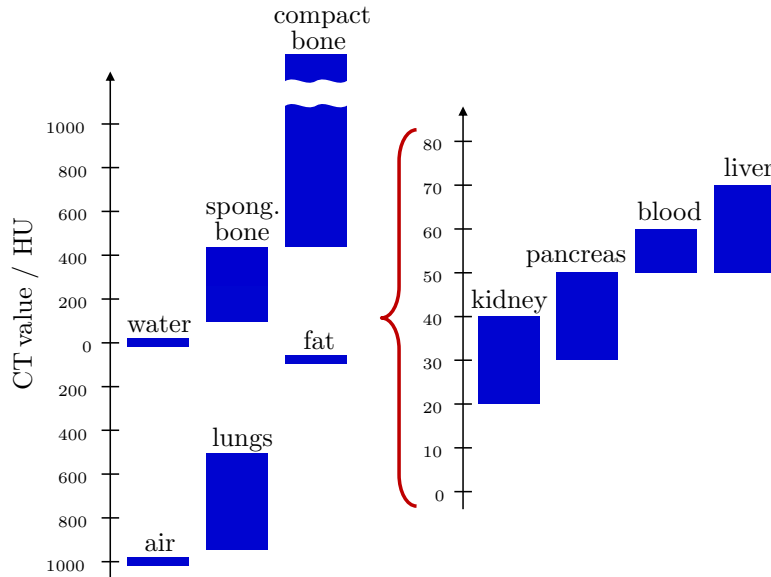 compact
bone
1000
800
600
400
200
0
200
400
600
800
1000
CT value / HU
spong.
bone
water
fat
lungs
air
80
70
60
50
40
30
20
10
0
liver
blood
pancreas
kidney